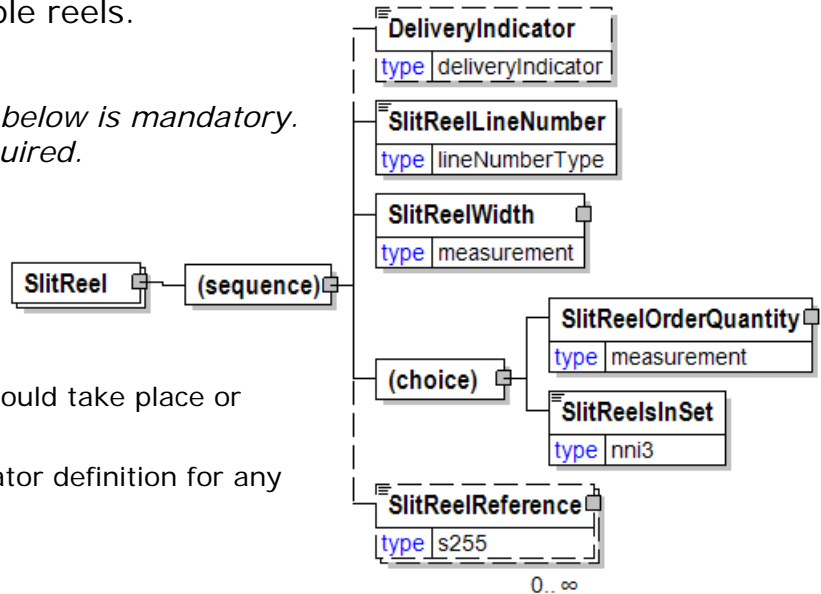 ple reels.
below is mandatory.
uired.
ould take place or
ator definition for any
SlitReel
(sequence)
DeliveryIndicator
type deliveryIndicator
SlitReelLineNumber
type lineNumberType
SlitReelWidth
type measurement
(choice)
SlitReelOrderQuantity
type measurement
SlitReelsInSet
type nni3
SlitReelReference
type s255
0..∞